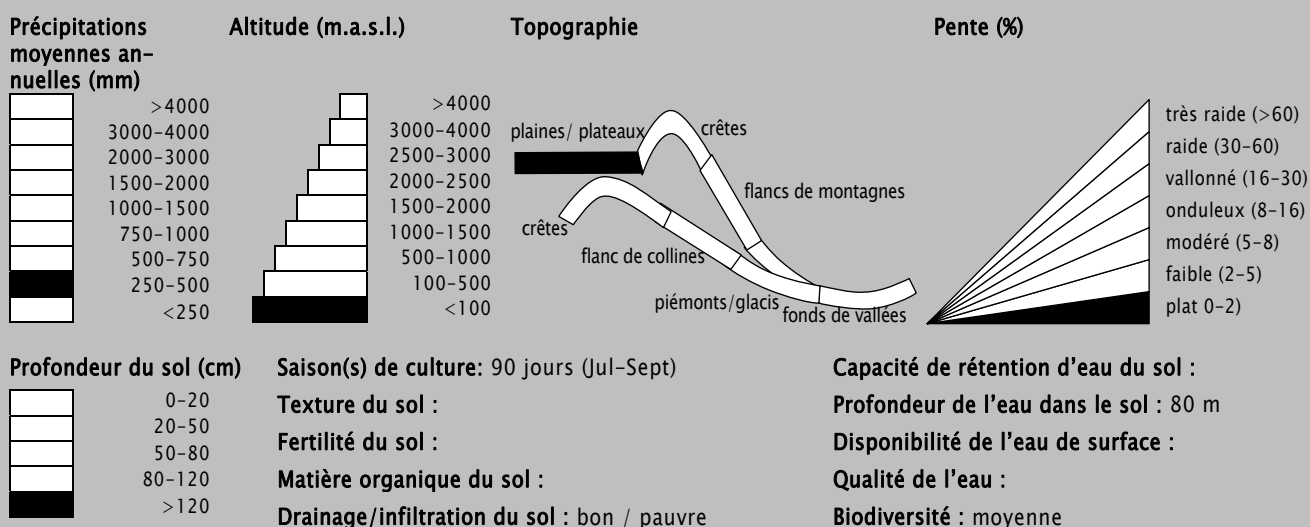 Précipitations
moyennes an-
nuelles (mm)
>4000
3000-4000
2000-3000
1500-2000
1000-1500
750-1000
500-750
250-500
<250
Altitude (m.a.s.l.)
>4000
3000-4000
2500-3000
2000-2500
1500-2000
1000-1500
500-1000
100-500
<100
Topographie
plaines/ plateaux
crêtes
flancs de montagnes
crêtes
flanc de collines
piémonts/glacis
fonds de vallées
Pente (%)
très raide (>60)
raide (30-60)
vallonné (16-30)
onduleux (8-16)
modéré (5-8)
faible (2-5)
plat 0-2)
Profondeur du sol (cm)
0-20
20-50
50-80
80-120
>120
Saison(s) de culture: 90 jours (Jul-Sept)
Texture du sol :
Fertilité du sol :
Matière organique du sol :
Drainage/infiltration du sol : bon / pauvre
Capacité de rétention d'eau du sol :
Profondeur de l'eau dans le sol : 80 m
Disponibilité de l'eau de surface :
Qualité de l'eau :
Biodiversité : moyenne